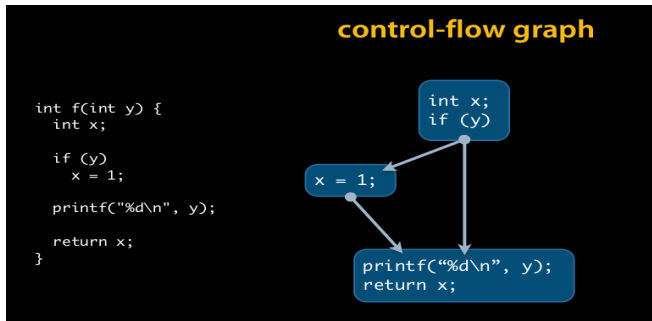 control-flow graph
int f(int y) {
int x;
if (y)
x = 1;
printf("%d\n", y);
return x;
}
int x;
if (y)
x = 1;
printf(“%d\n”, y);
return x;